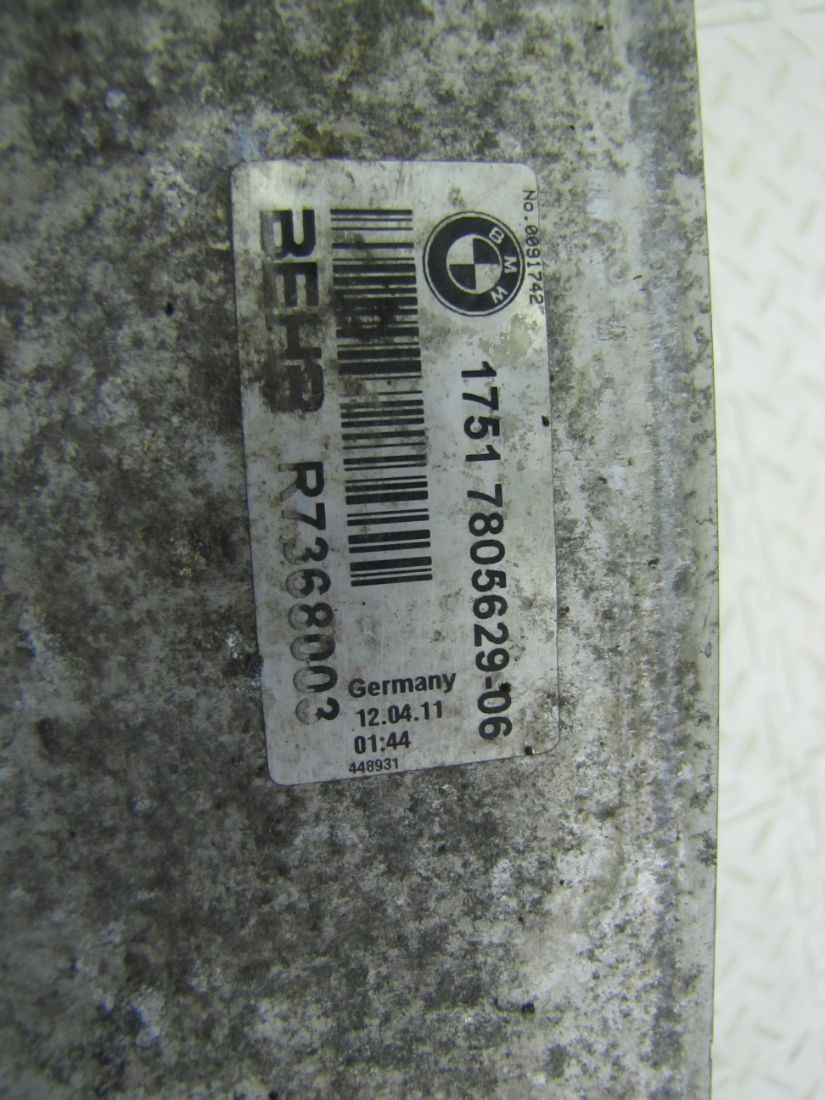 No.0091742
BMW
1751 7805629-06
Germany
12.04.11
01:44
448931
BEHR R7368003